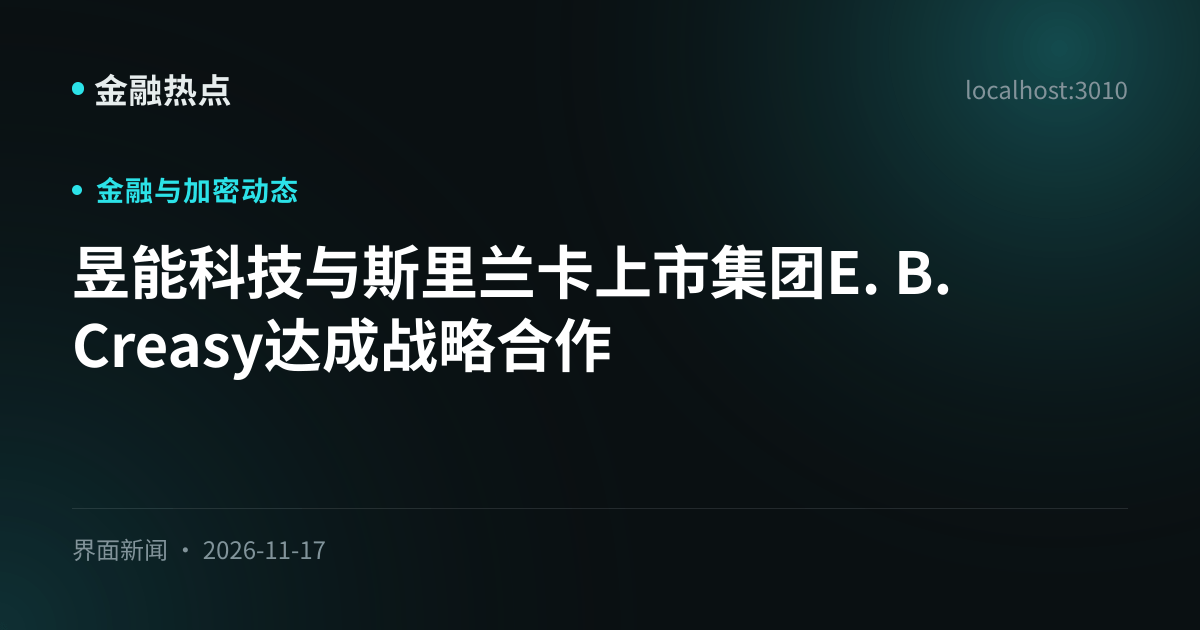 金融热点
localhost:3010
金融与加密动态
昱能科技与斯里兰卡上市集团E. B.
Creasy达成战略合作
界面新闻 · 2026-11-17